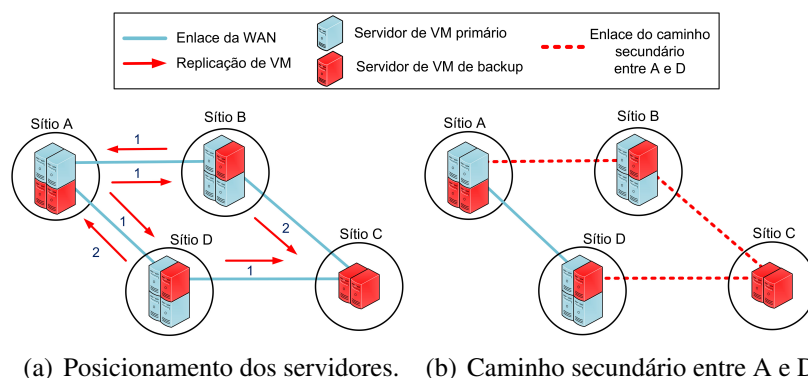 Enlace da WAN
Replicação de VM
Servidor de VM primário
Servidor de VM de backup
Enlace do caminho
secundário
entre A e D
Sítio A
Sítio B
1
1
1
2
2
Sítio D
Sítio C
1
Sítio A
Sítio B
Sítio D
Sítio C
(a) Posicionamento dos servidores.
(b) Caminho secundário entre A e D